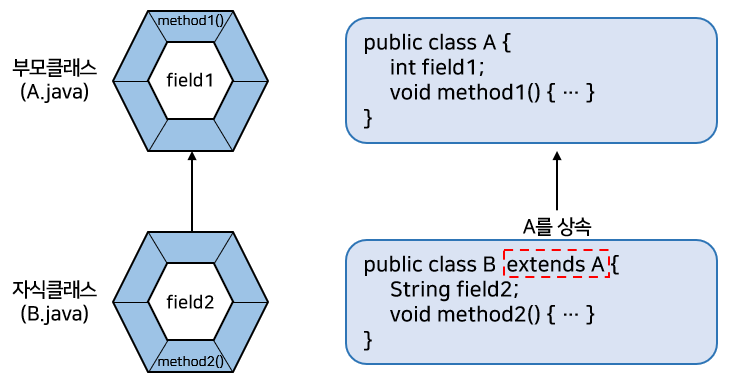 method1()
부모클래스
(A.java)
field1
public class A {
int field1;
void method1() { ··· }
}
A를 상속
자식클래스
(B.java)
field2
method2()
public class B extends A {
String field2;
void method2() { ··· }
}